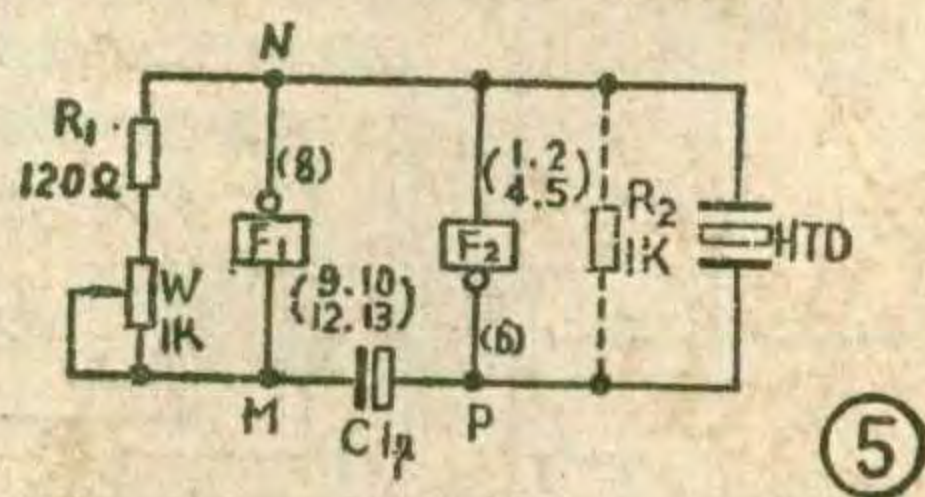 N
R₁
120Ω
(8)
F₁
W
1K
(9.10
12.13)
(1.2
4.5)
F₂
(6)
R₂
1K
HTD
M
C 1μ
P
⑤